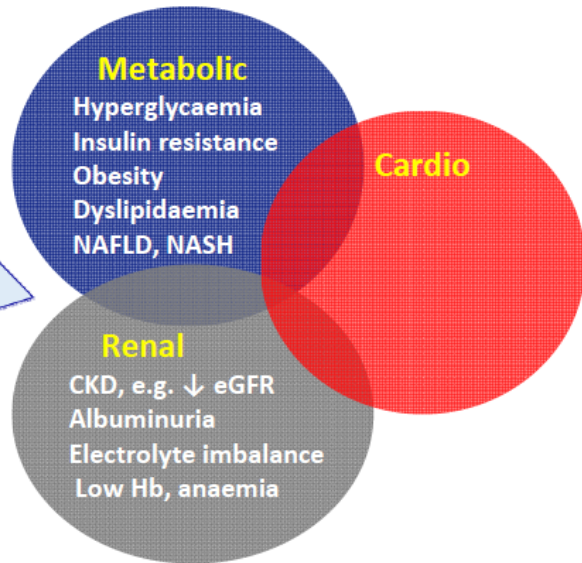 Metabolic
Hyperglycaemia
Insulin resistance
Obesity
Dyslipidaemia
NAFLD, NASH
Cardio
Renal
CKD, e.g. ↓ eGFR
Albuminuria
Electrolyte imbalance
Low Hb, anaemia